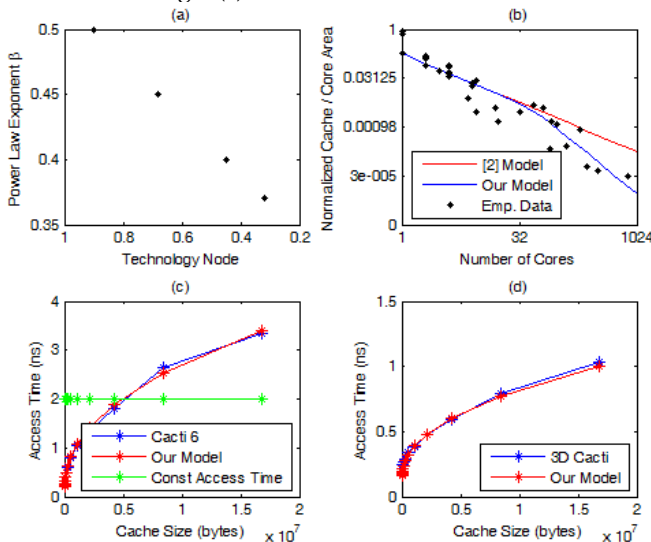 (a)
0.5
0.45
0.4
0.35
Power Law Exponent β
1
0.8
0.6
0.4
0.2
Technology Node
(b)
1
0.03125
0.00098
3e-005
0
Normalized Cache / Core Area
[2] Model
Our Model
Emp. Data
1
32
1024
Number of Cores
(c)
4
3
2
1
0
Access Time (ns)
Cacti 6
Our Model
Const Access Time
0
0.5
1
1.5
2
Cache Size (bytes)
x 10^7
(d)
1.5
1
0.5
0
Access Time (ns)
3D Cacti
Our Model
0
0.5
1
1.5
2
Cache Size (bytes)
x 10^7